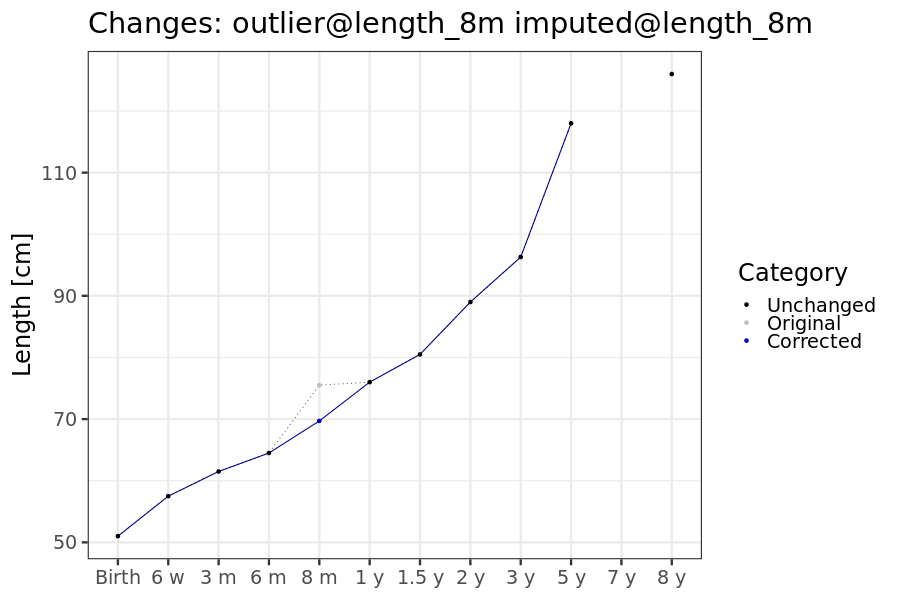 Changes: outlier@length_8m imputed@length_8m
Length [cm]
110
90
70
50
Birth 6 w 3 m 6 m 8 m 1 y 1.5 y 2 y 3 y 5 y 7 y 8 y
Category
Unchanged
Original
Corrected